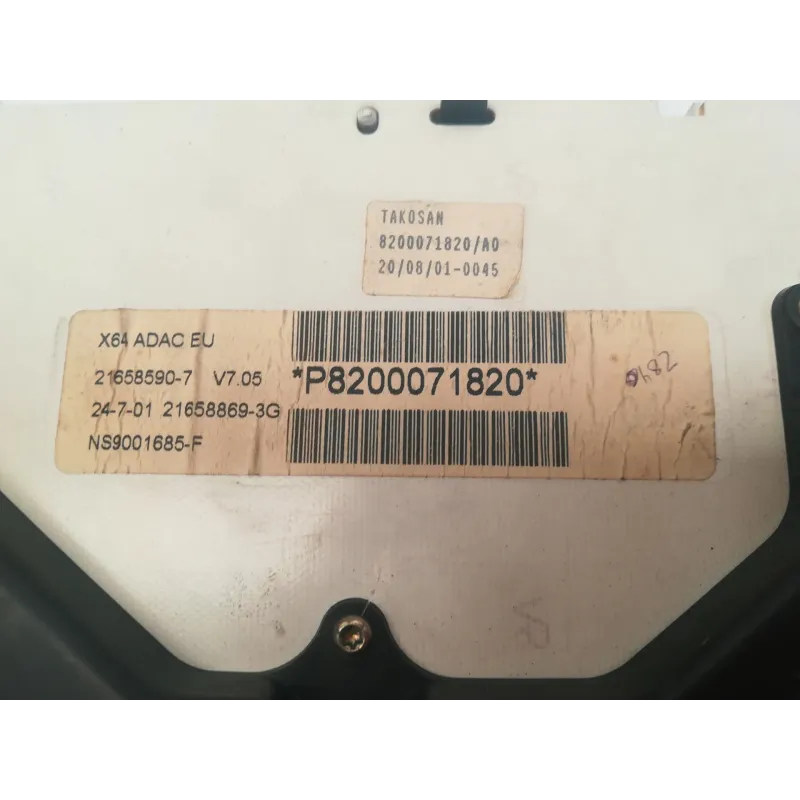 TAKOSAN
8200071820/A0
20/08/01-0045
X64 ADAC EU
21658590-7 V7.05
*P8200071820*
24-7-01 21658869-3G
NS9001685-F